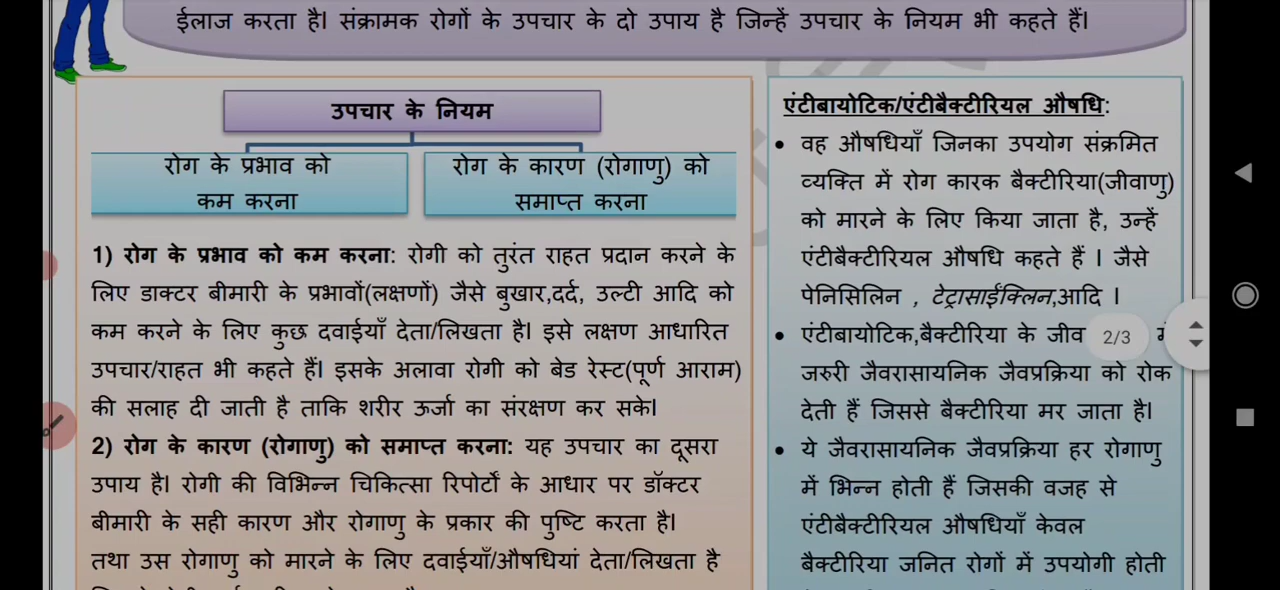 ईलाज करता है। संक्रामक रोगों के उपचार के दो उपाय है जिन्हें उपचार के नियम भी कहते हैं।
उपचार के नियम
रोग के प्रभाव को
कम करना
रोग के कारण (रोगाणु) को
समाप्त करना
1) रोग के प्रभाव को कम करना: रोगी को तुरंत राहत प्रदान करने के
लिए डाक्टर बीमारी के प्रभावों(लक्षणों) जैसे बुखार,दर्द, उल्टी आदि को
कम करने के लिए कुछ दवाईयाँ देता/लिखता है। इसे लक्षण आधारित
उपचार/राहत भी कहते हैं। इसके अलावा रोगी को बेड रेस्ट(पूर्ण आराम)
की सलाह दी जाती है ताकि शरीर ऊर्जा का संरक्षण कर सके।
2) रोग के कारण (रोगाणु) को समाप्त करना: यह उपचार का दूसरा
उपाय है। रोगी की विभिन्न चिकित्सा रिपोर्टों के आधार पर डॉक्टर
बीमारी के सही कारण और रोगाणु के प्रकार की पुष्टि करता है।
तथा उस रोगाणु को मारने के लिए दवाईयाँ/औषधियां देता/लिखता है
एंटीबायोटिक/एंटीबैक्टीरियल औषधि:
• वह औषधियाँ जिनका उपयोग संक्रमित
व्यक्ति में रोग कारक बैक्टीरिया(जीवाणु)
को मारने के लिए किया जाता है, उन्हें
एंटीबैक्टीरियल औषधि कहते हैं । जैसे
पेनिसिलिन , टेट्रासाईक्लिन,आदि ।
• एंटीबायोटिक,बैक्टीरिया के जीव
2/3
जरुरी जैवरासायनिक जैवप्रक्रिया को रोक
देती हैं जिससे बैक्टीरिया मर जाता है।
• ये जैवरासायनिक जैवप्रक्रिया हर रोगाणु
में भिन्न होती हैं जिसकी वजह से
एंटीबैक्टीरियल औषधियाँ केवल
बैक्टीरिया जनित रोगों में उपयोगी होती